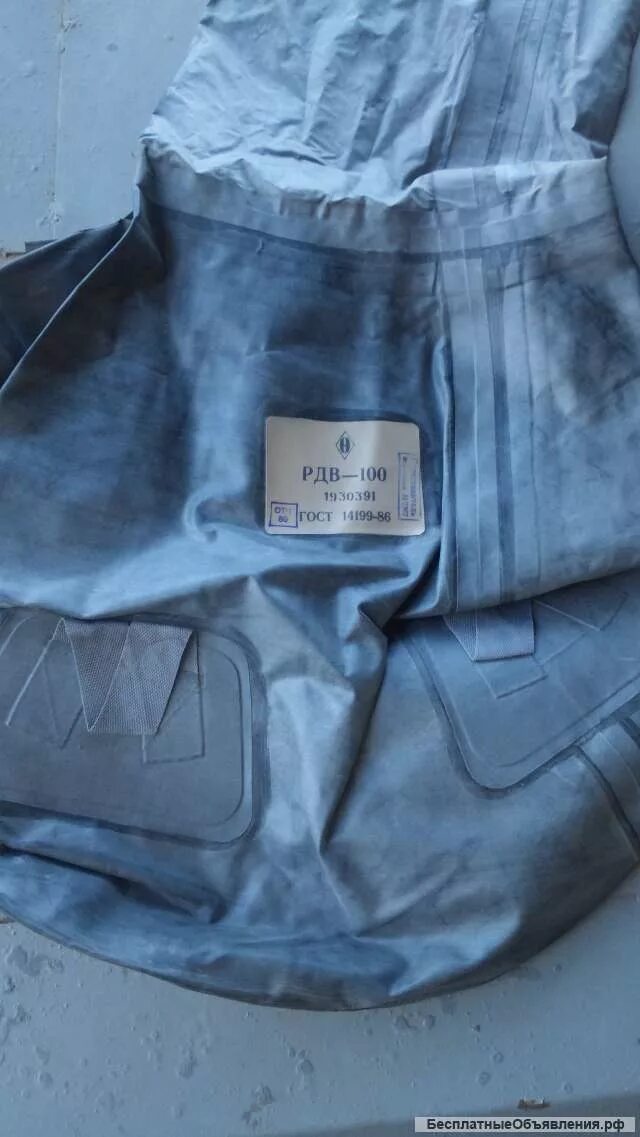 РДВ—100
1930391
ГОСТ 14199-86
БесплатныеОбъявления.рф